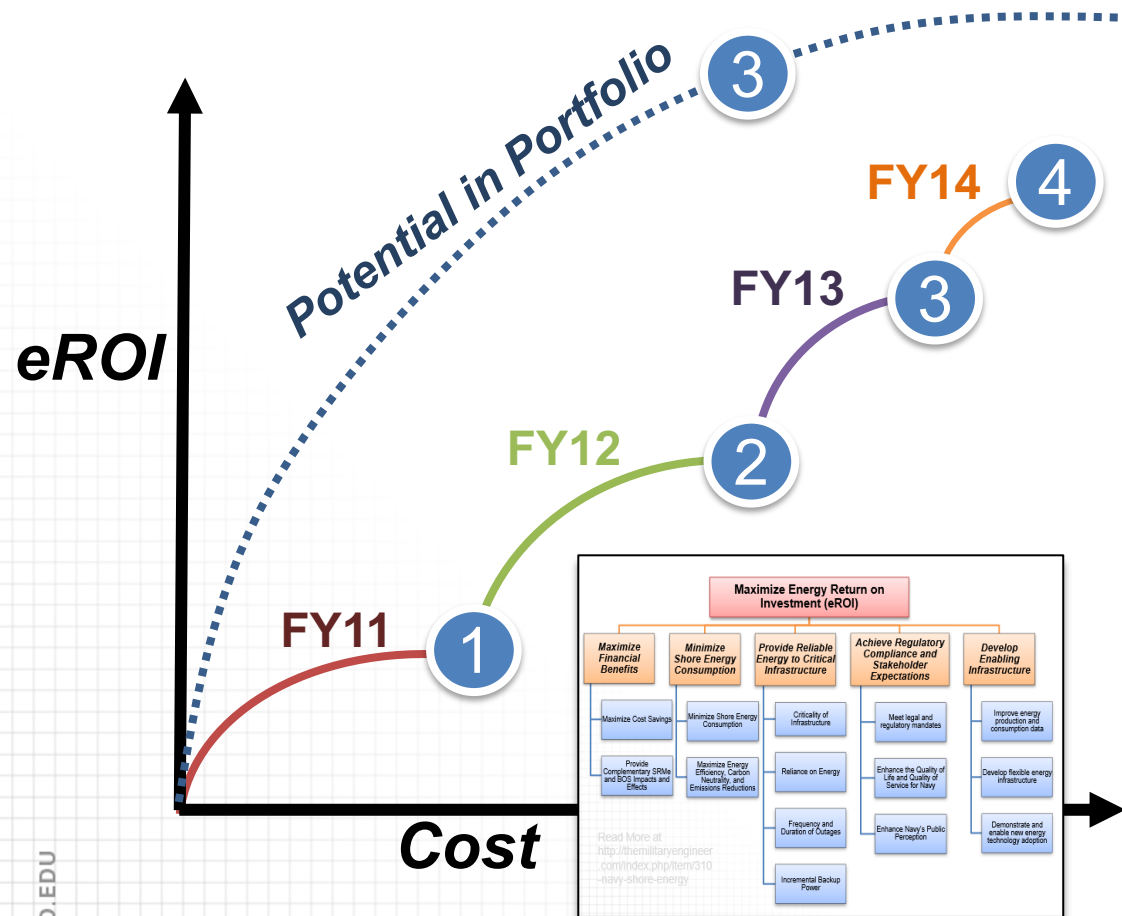 Potential in Portfolio
3
FY14
4
FY13
3
eROI
FY12
2
FY11
1
Cost
Maximize Energy Return on
Investment (eROI)
Maximize
Financial
Benefits
Minimize
Shore Energy
Consumption
Provide Reliable
Energy to Critical
Infrastructure
Achieve Regulatory
Compliance and
Stakeholder
Expectations
Develop
Enabling
Infrastructure
Maximize Cost Savings
Provide
Complementary SRMe
and BOS Impacts and
Effects
Minimize Shore Energy
Consumption
Maximize Energy
Efficiency, Carbon
Neutrality, and
Emissions Reductions
Criticality of
Infrastructure
Reliance on Energy
Frequency and
Duration of Outages
Incremental Backup
Power
Meet legal and
regulatory mandates
Enhance the Quality of
Life and Quality of
Service for Navy
Enhance Navy's Public
Perception
Improve energy
production and
consumption data
Develop flexible energy
infrastructure
Demonstrate and
enable new energy
technology adoption
Read More at
http://themilitaryengineer
.com/index.php/item/310
-navy-shore-energy
.EDU